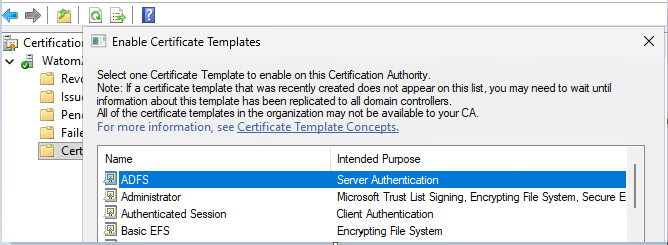 Enable Certificate Templates
Certification
Watom
Revo
Issue
Pend
Faile
Cert
Select one Certificate Template to enable on this Certification Authority.
Note: If a certificate template that was recently created does not appear on this list, you may need to wait until
information about this template has been replicated to all domain controllers.
All of the certificate templates in the organization may not be available to your CA.
For more information, see Certificate Template Concepts.
Name Intended Purpose
ADFS Server Authentication
Administrator Microsoft Trust List Signing, Encrypting File System, Secure E
Authenticated Session Client Authentication
Basic EFS Encrypting File System